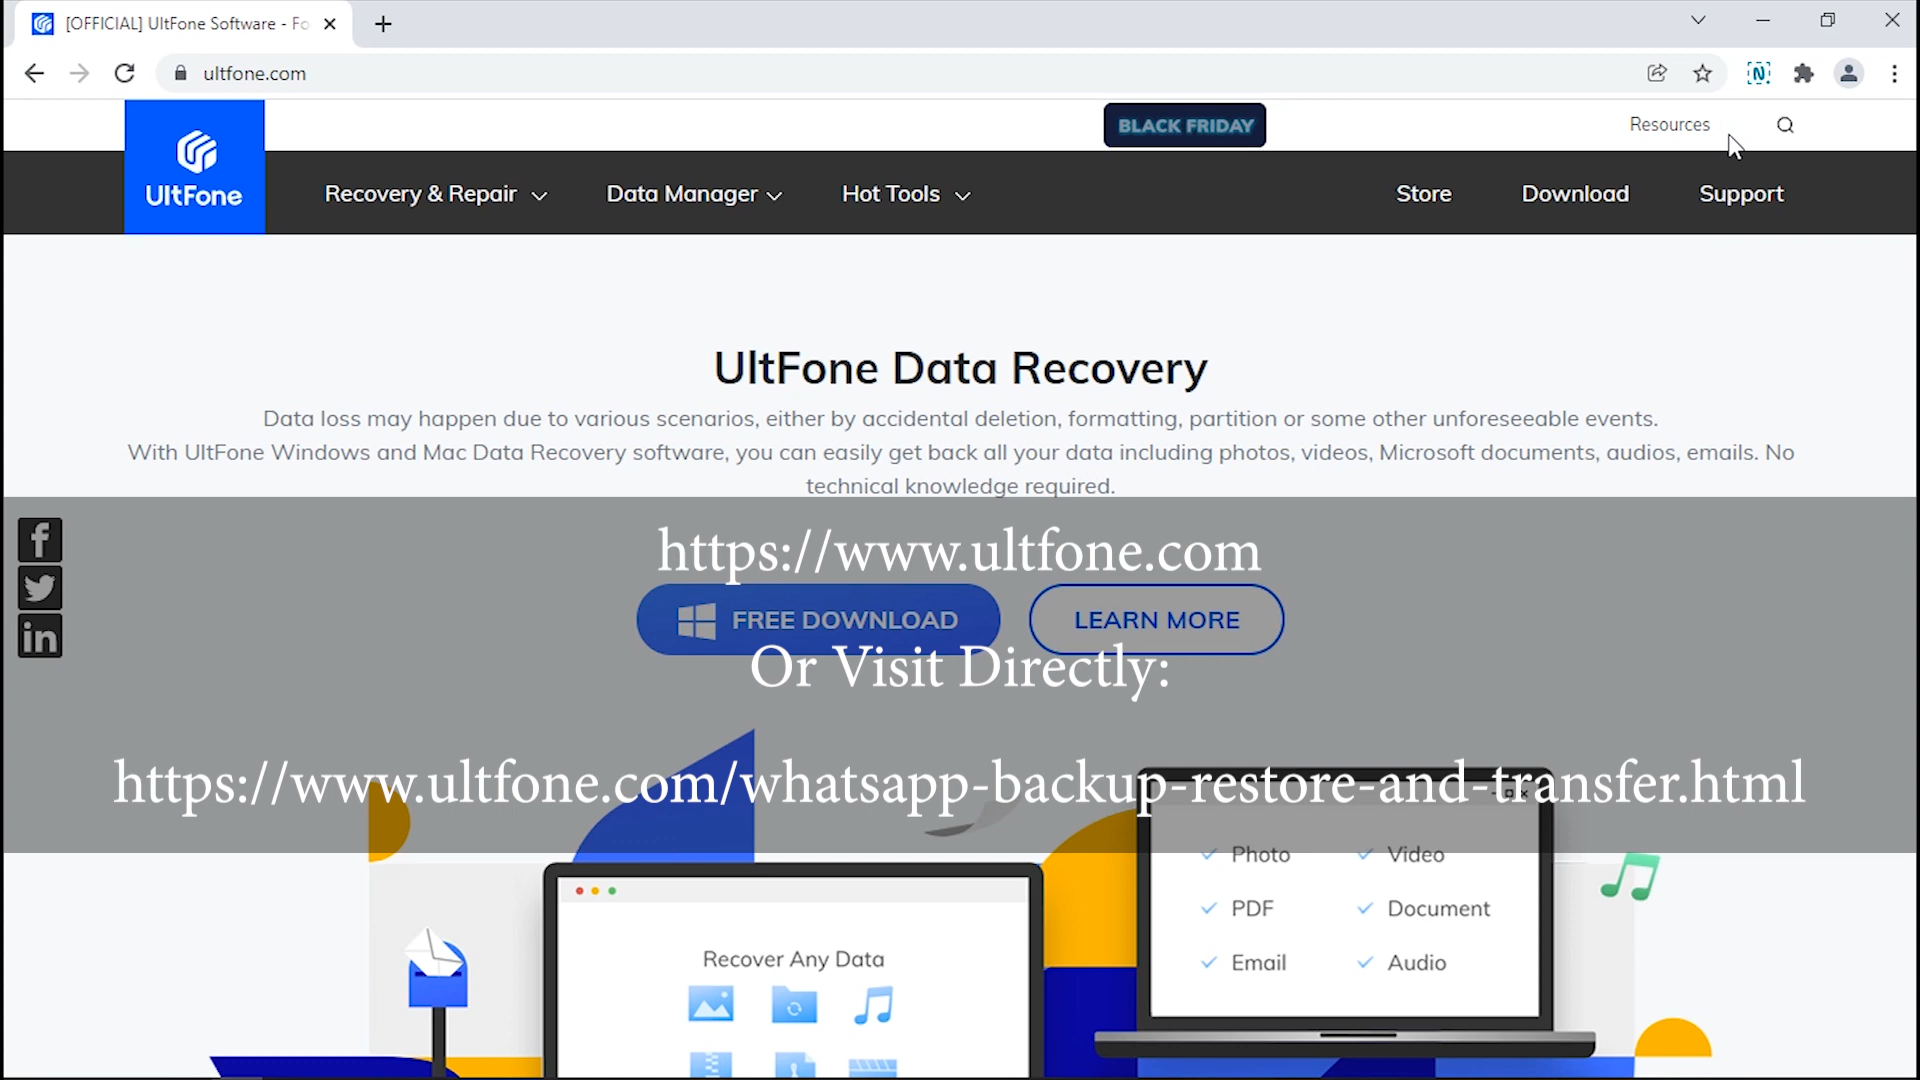 [OFFICIAL] UltFone Software - Fo
ultfone.com
BLACK FRIDAY
Resources
UltFone
Recovery & Repair
Data Manager
Hot Tools
Store
Download
Support
UltFone Data Recovery
Data loss may happen due to various scenarios, either by accidental deletion, formatting, partition or some other unforeseeable events.
With UltFone Windows and Mac Data Recovery software, you can easily get back all your data including photos, videos, Microsoft documents, audios, emails. No
technical knowledge required.
https://www.ultfone.com
FREE DOWNLOAD
LEARN MORE
Or Visit Directly:
https://www.ultfone.com/whatsapp-backup-restore-and-transfer.html
Photo
Video
PDF
Document
Email
Audio
Recover Any Data